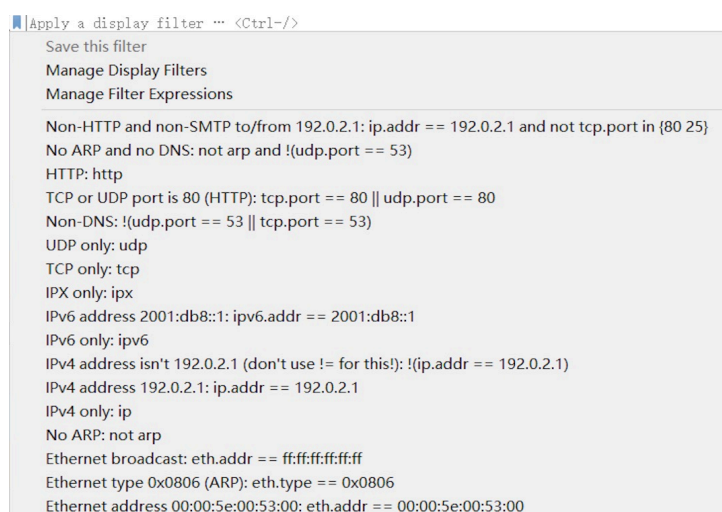 Apply a display filter … <Ctrl-/>
Save this filter
Manage Display Filters
Manage Filter Expressions
Non-HTTP and non-SMTP to/from 192.0.2.1: ip.addr == 192.0.2.1 and not tcp.port in {80 25}
No ARP and no DNS: not arp and !(udp.port == 53)
HTTP: http
TCP or UDP port is 80 (HTTP): tcp.port == 80 || udp.port == 80
Non-DNS: !(udp.port == 53 || tcp.port == 53)
UDP only: udp
TCP only: tcp
IPX only: ipx
IPv6 address 2001:db8::1: ipv6.addr == 2001:db8::1
IPv6 only: ipv6
IPv4 address isn't 192.0.2.1 (don't use != for this!): !(ip.addr == 192.0.2.1)
IPv4 address 192.0.2.1: ip.addr == 192.0.2.1
IPv4 only: ip
No ARP: not arp
Ethernet broadcast: eth.addr == ff:ff:ff:ff:ff:ff
Ethernet type 0x0806 (ARP): eth.type == 0x0806
Ethernet address 00:00:5e:00:53:00: eth.addr == 00:00:5e:00:53:00